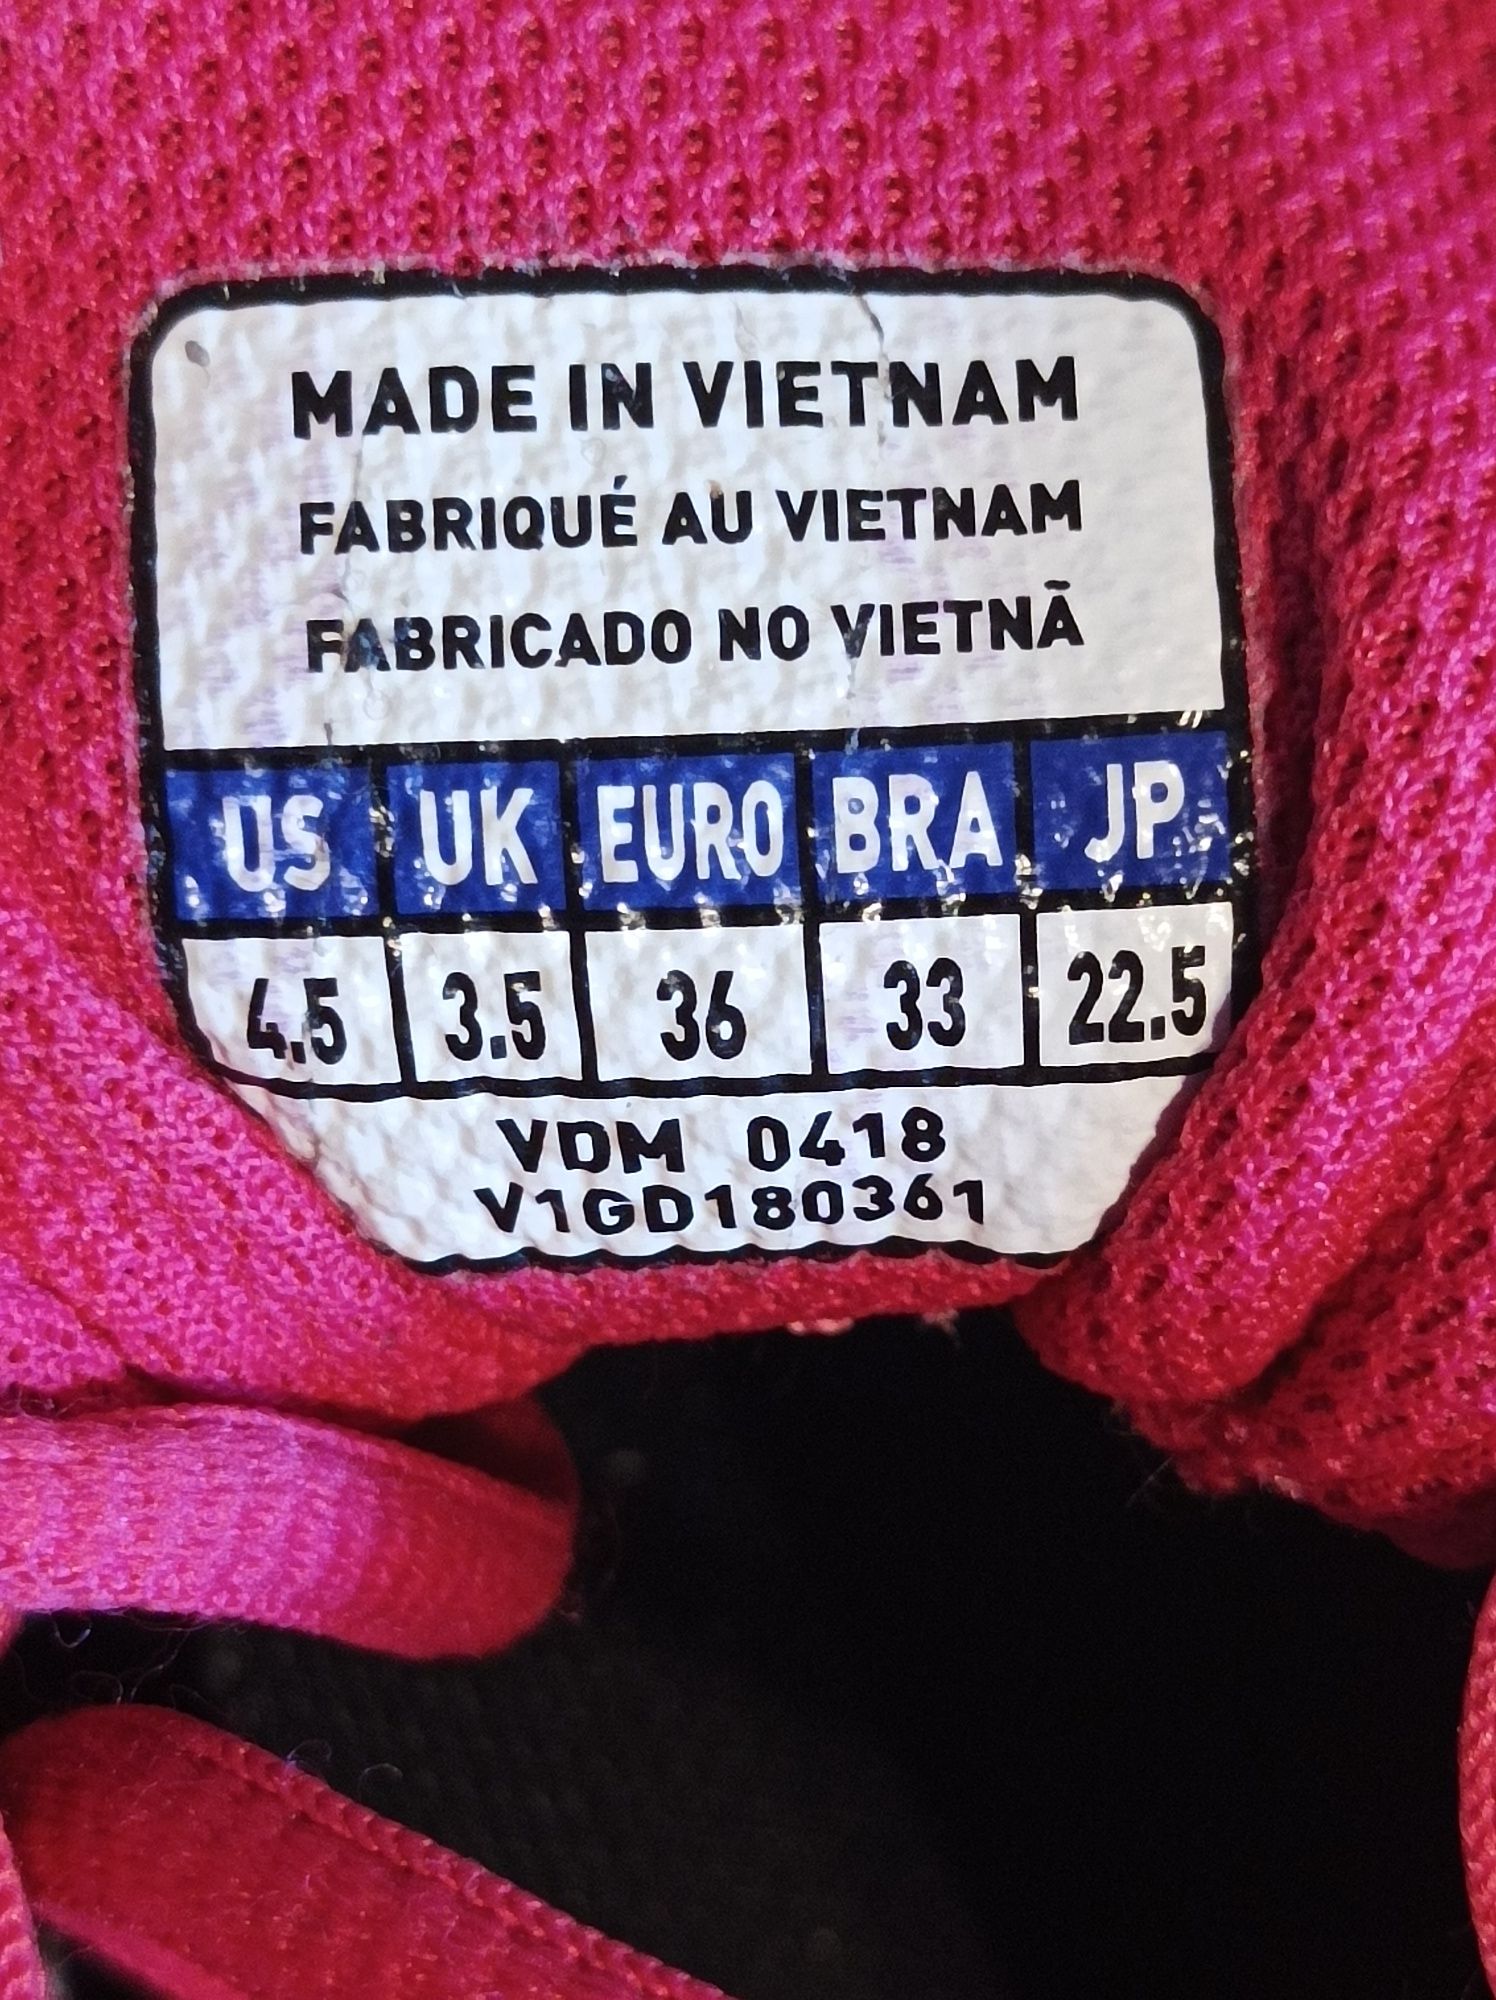 MADE IN VIETNAM
FABRIQUÉ AU VIETNAM
FABRICADO NO VIETNÃ
US UK EURO BRA JP
4.5 3.5 36 33 22.5
VDM 0418
V1GD180361